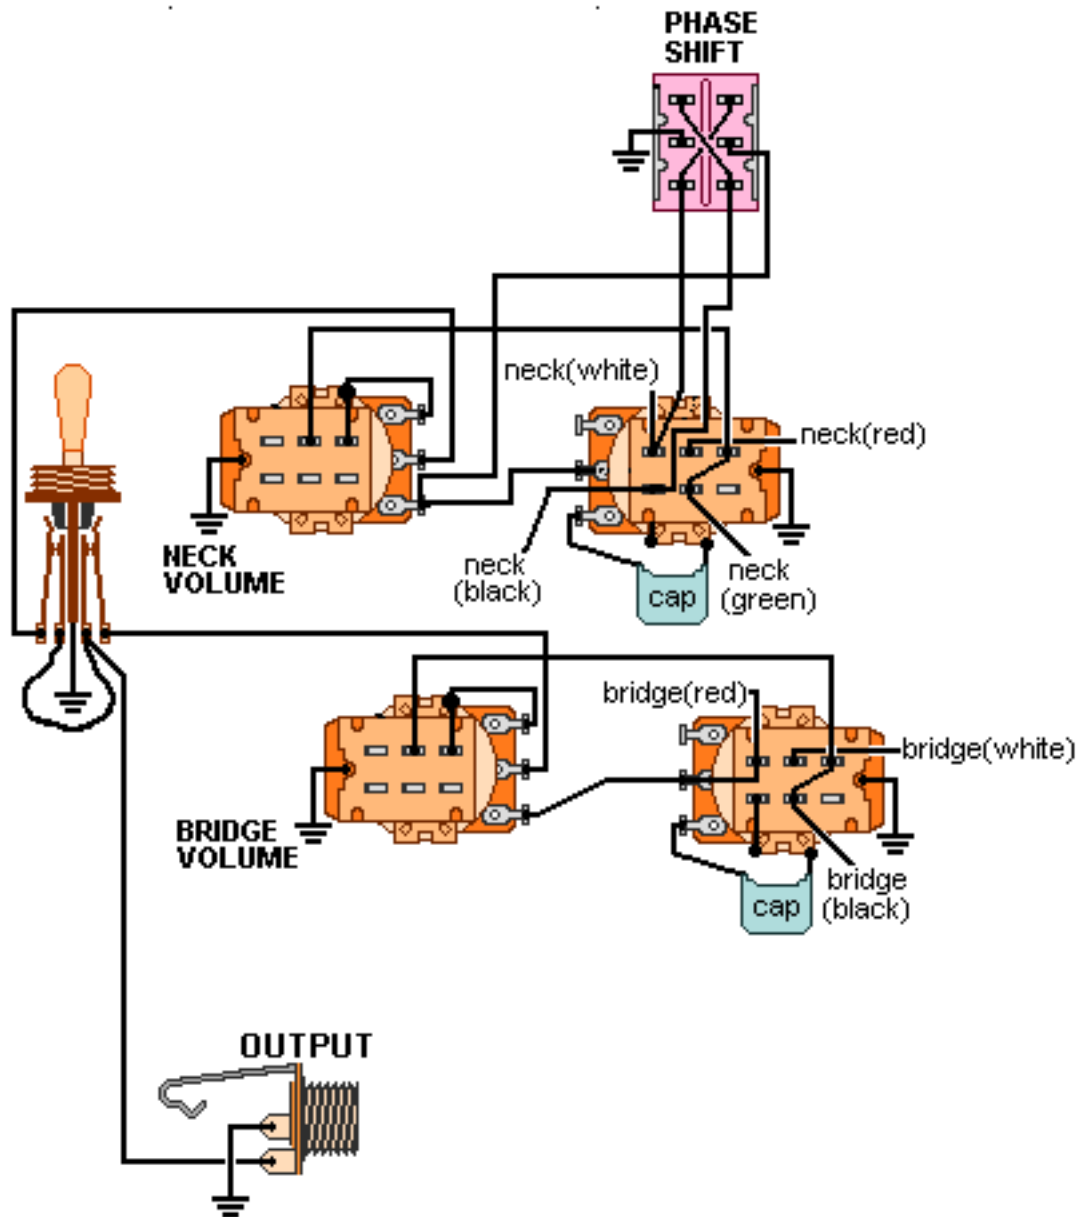 PHASE
SHIFT
neck(white)
neck(red)
NECK
VOLUME
neck
(black)
cap
neck
(green)
bridge(red)
bridge(white)
BRIDGE
VOLUME
cap
bridge
(black)
OUTPUT